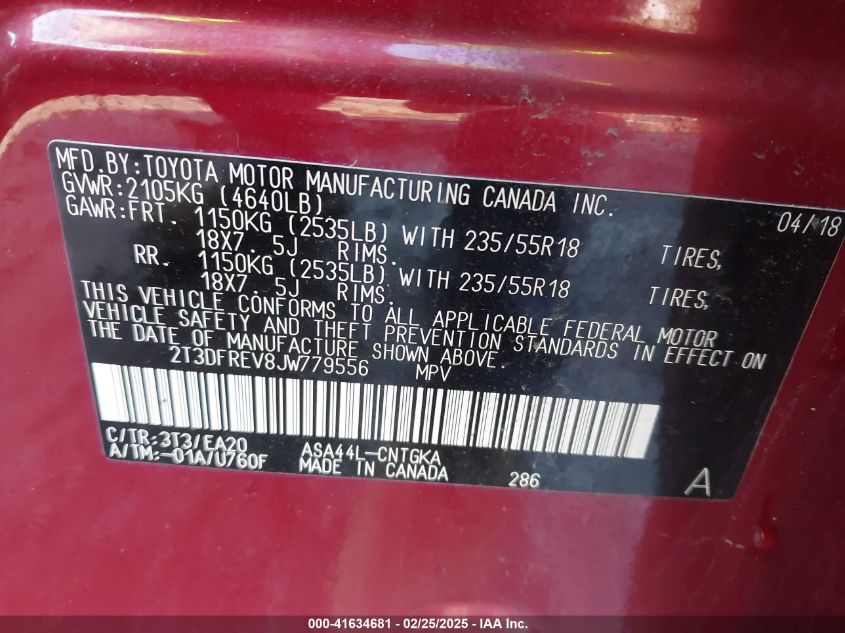 MFD.BY:TOYOTA MOTOR MANUFACTURING CANADA INC. 04/18
GVWR:2105KG (4640LB)
GAWR:FRT. 1150KG (2535LB) WITH 235/55R18 TIRES,
18X7. 5J RIMS.
RR. 1150KG (2535LB) WITH 235/55R18 TIRES,
18X7. 5J RIMS.
THIS VEHICLE CONFORMS TO ALL APPLICABLE FEDERAL MOTOR
VEHICLE SAFETY AND THEFT PREVENTION STANDARDS IN EFFECT ON
THE DATE OF MANUFACTURE SHOWN ABOVE.
2T3DFREV8JW779556 MPV
C/TR:3T3/EA20 ASA44L-CNTGKA
A/TM:-01A/U760F MADE IN CANADA 286 A
000-41634681 - 02/25/2025 - IAA Inc.